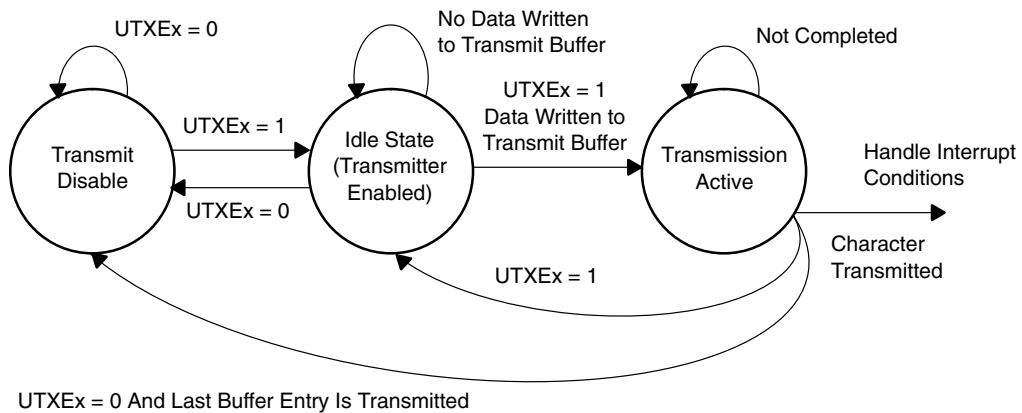 UTXEx = 0
No Data Written
to Transmit Buffer
Not Completed
UTXEx = 1
Data Written to
Transmit Buffer
UTXEx = 1
Transmit
Disable
Idle State
(Transmitter
Enabled)
Transmission
Active
Handle Interrupt
Conditions
UTXEx = 0
Character
Transmitted
UTXEx = 1
UTXEx = 0 And Last Buffer Entry Is Transmitted